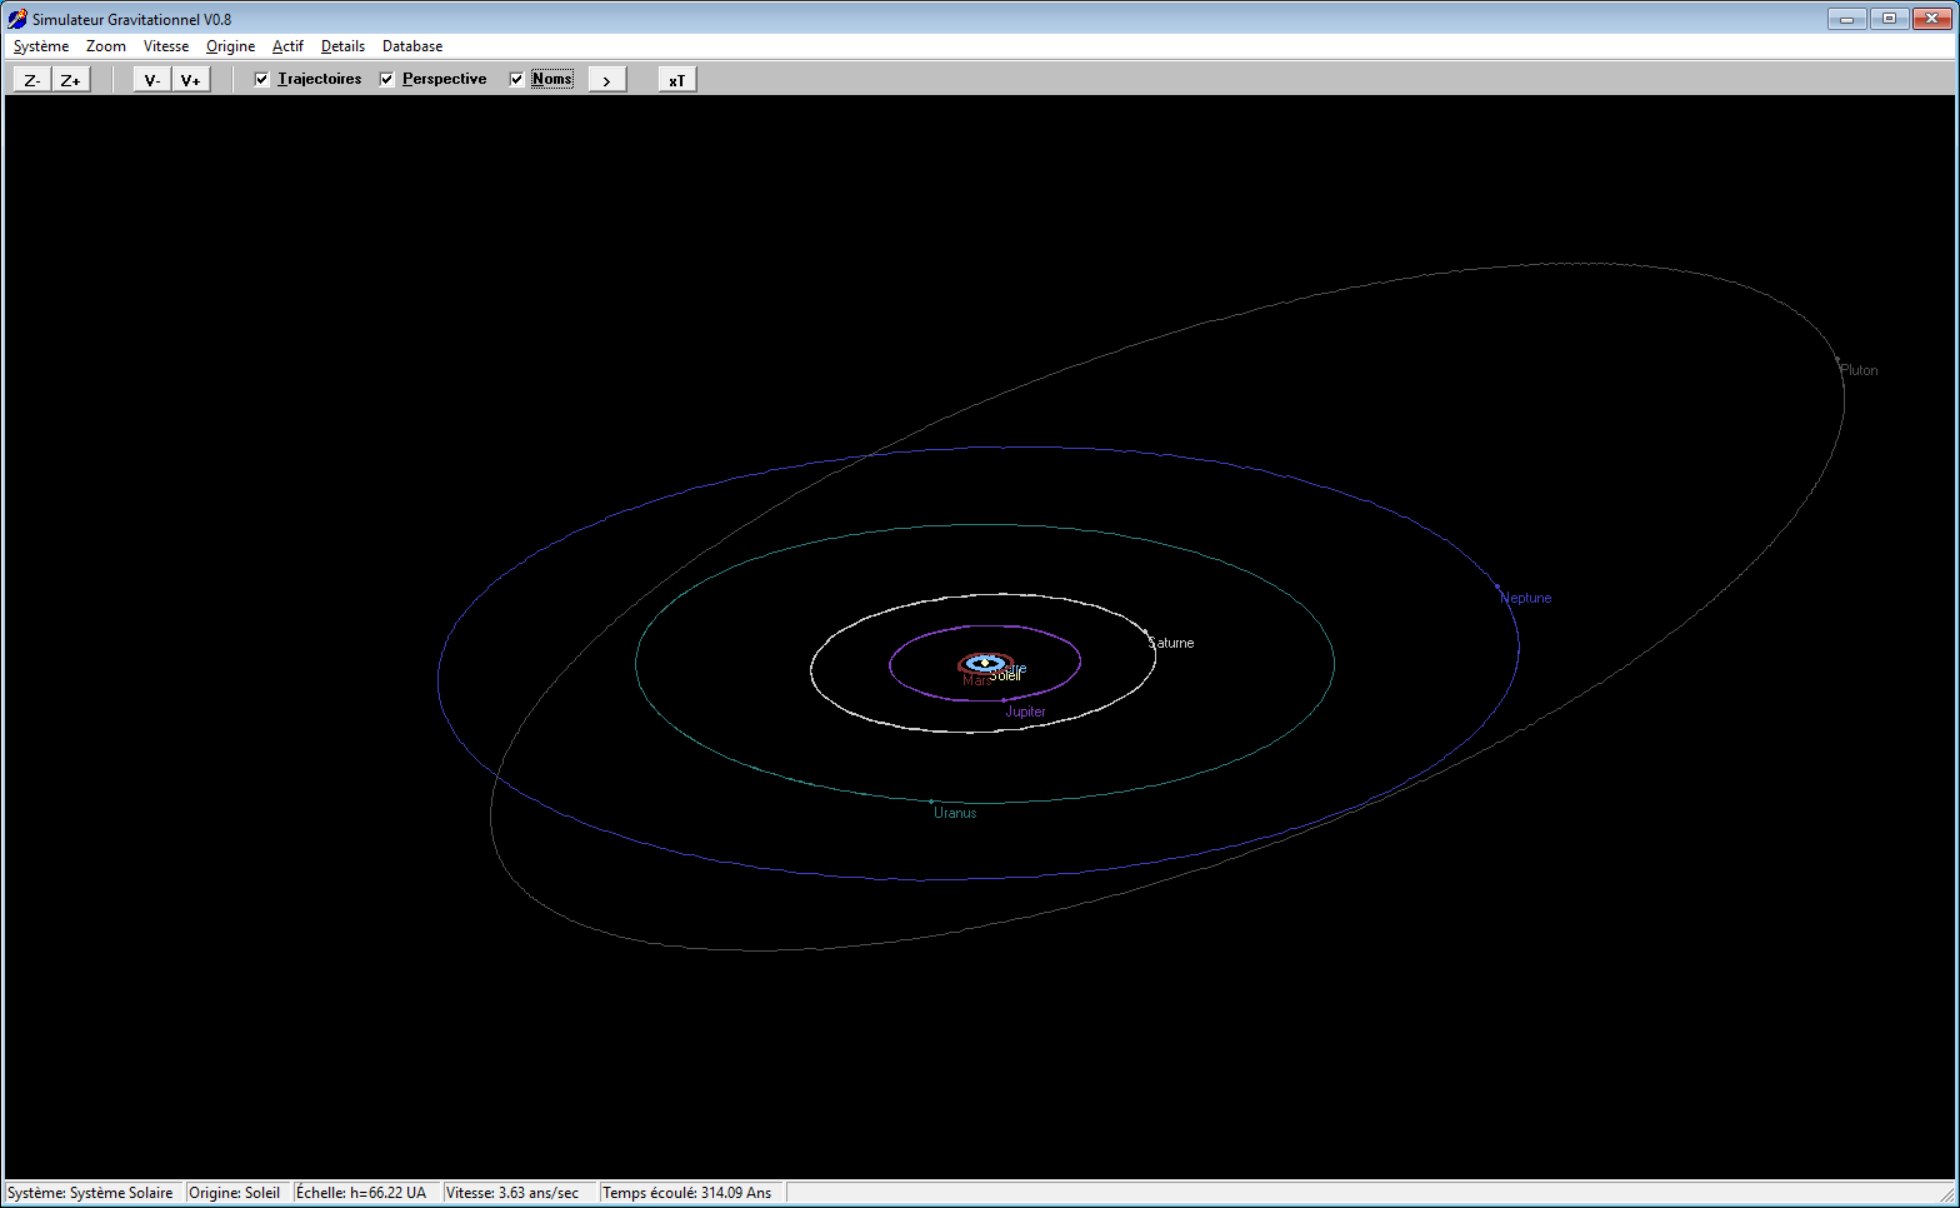 Simulateur Gravitationnel V0.8
Système Zoom Vitesse Origine Actif Details Database
Z- Z+ V- V+ Trajectoires Perspective Noms > xT
Pluton
Neptune
Saturne
Mars Soleil
Jupiter
Uranus
Système: Système Solaire Origine: Soleil Échelle: h=66.22 UA Vitesse: 3.63 ans/sec Temps écoulé: 314.09 Ans